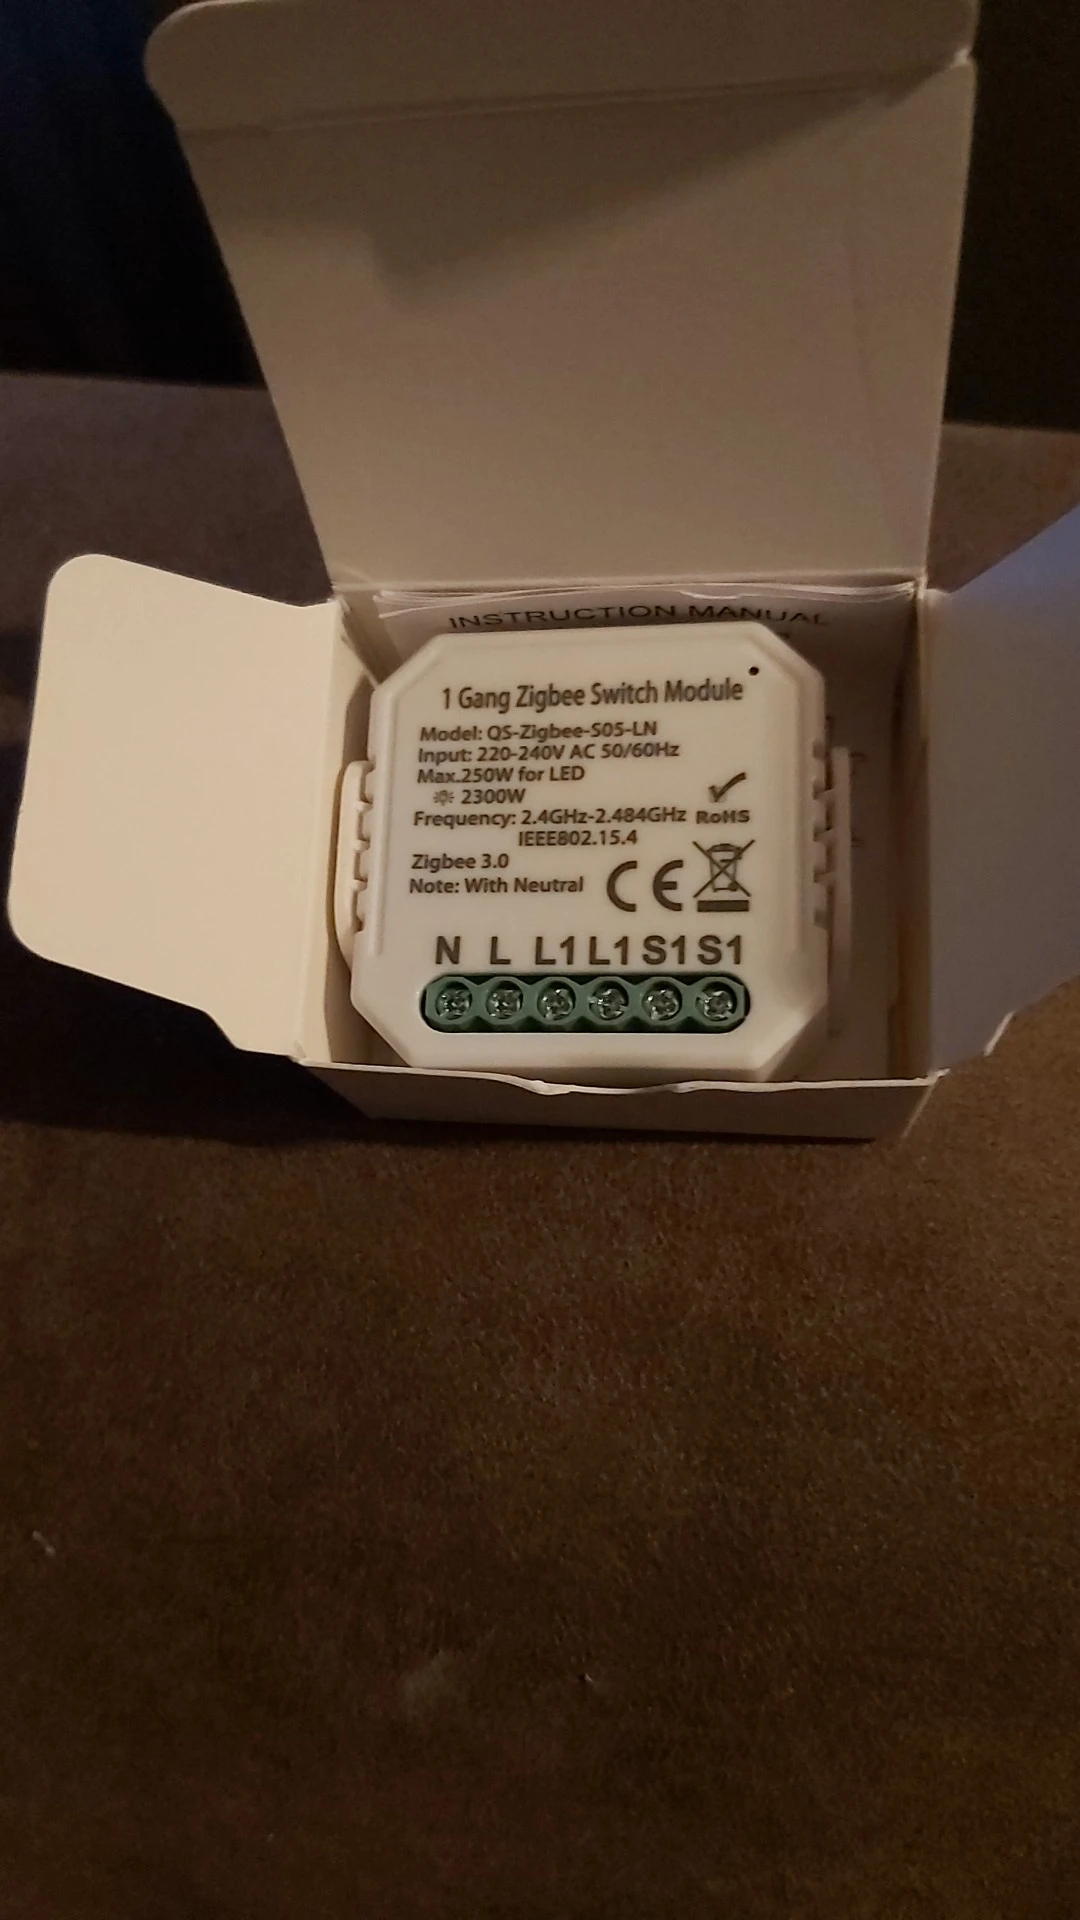 INSTRUCTION MANUAL
1 Gang Zigbee Switch Module
Model: QS-Zigbee-S05-LN
Input: 220-240V AC 50/60Hz
Max.250W for LED
2300W
Frequency: 2.4GHz-2.484GHz
RoHS
IEEE802.15.4
Zigbee 3.0
Note: With Neutral
CE
N L L1 L1 S1 S1